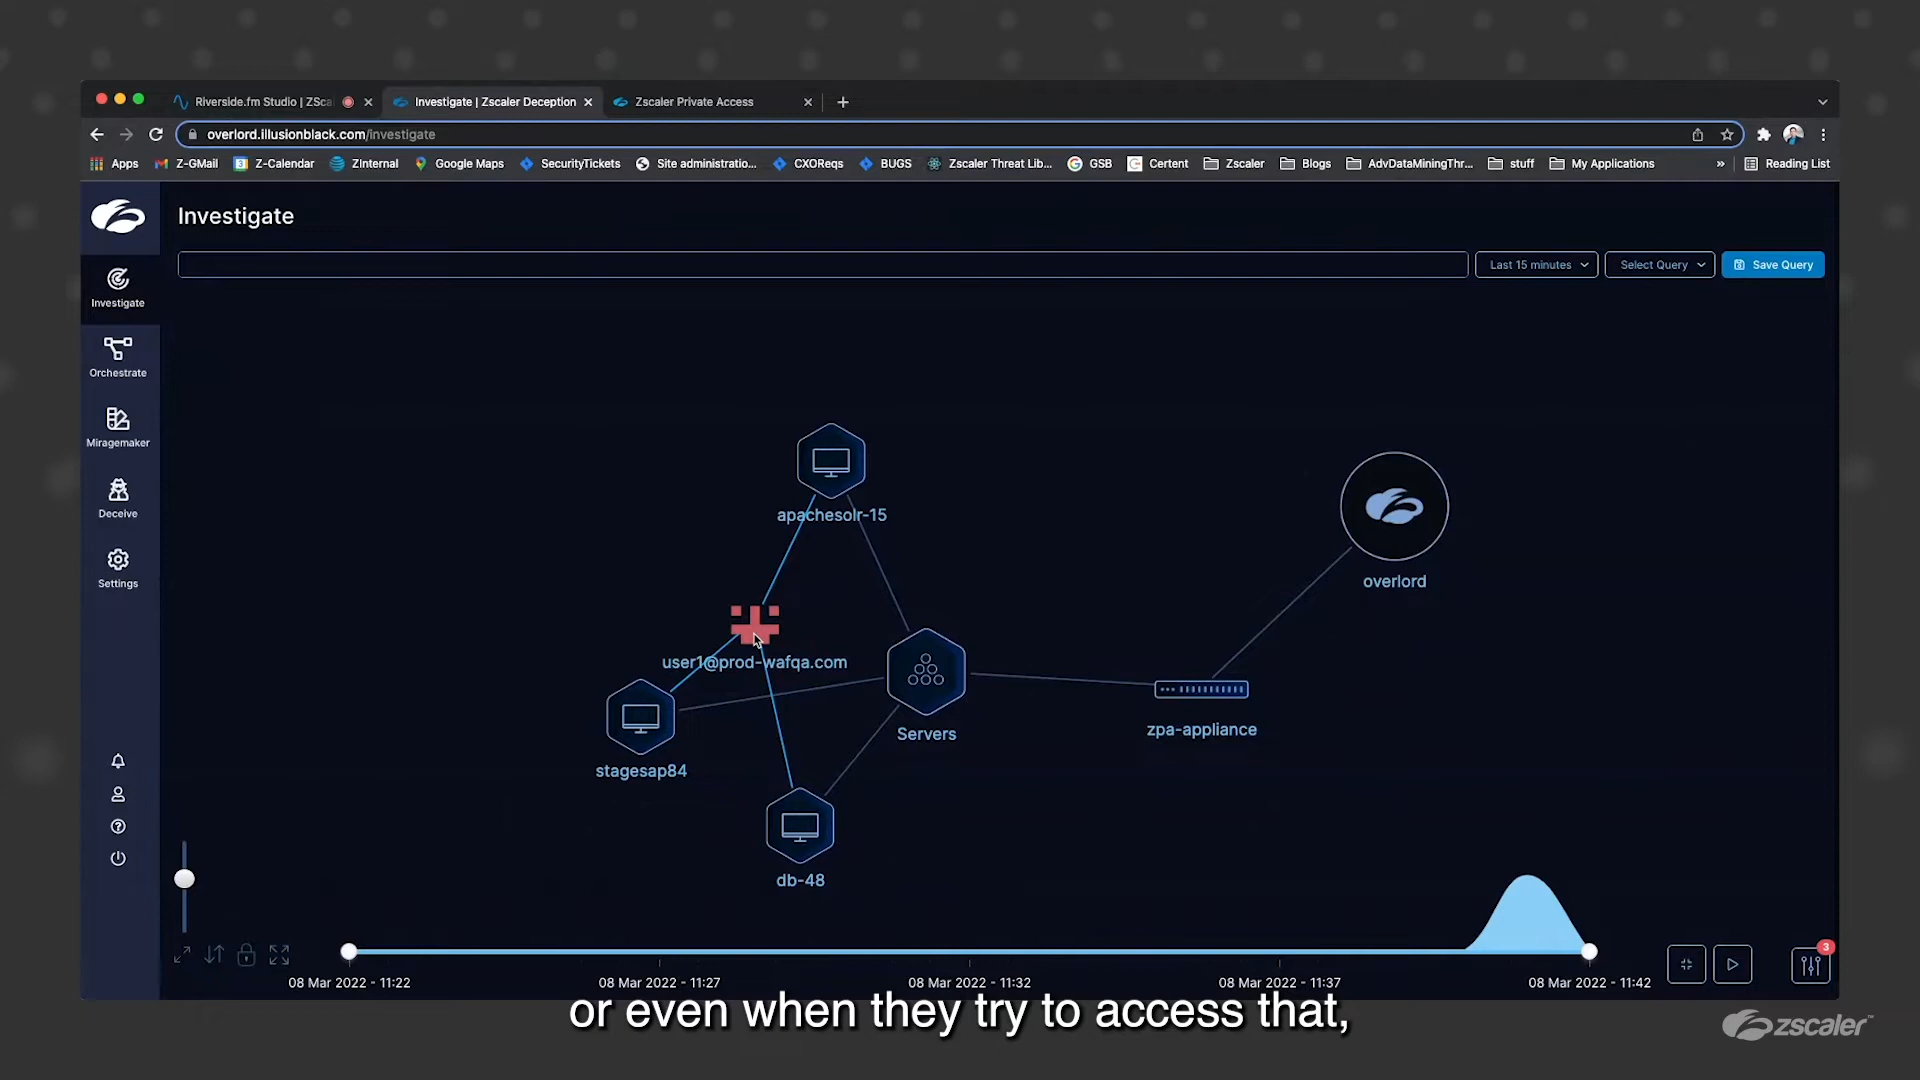 Riverside.fm Studio | ZSca
Investigate | Zscaler Deception
Zscaler Private Access
overlord.illusionblack.com/investigate
Apps
Z-GMail
Z-Calendar
ZInternal
Google Maps
SecurityTickets
Site administratio...
CXOReqs
BUGS
Zscaler Threat Lib...
GSB
Certent
Zscaler
Blogs
AdvDataMiningThr...
stuff
My Applications
»
Reading List
Investigate
Last 15 minutes
Select Query
Save Query
Investigate
Orchestrate
Miragemaker
Deceive
Settings
apachesolr-15
overlord
user1@prod-wafqa.com
Servers
zpa-appliance
stagesap84
db-48
3
08 Mar 2022 - 11:22
08 Mar 2022 - 11:27
08 Mar 2022 - 11:32
08 Mar 2022 - 11:37
08 Mar 2022 - 11:42
or even when they try to access that,
zscaler™